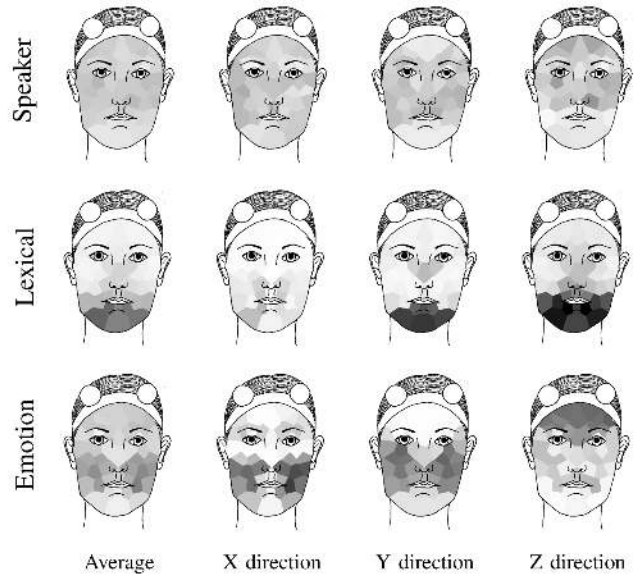 Speaker
Lexical
Emotion
Average
X direction
Y direction
Z direction